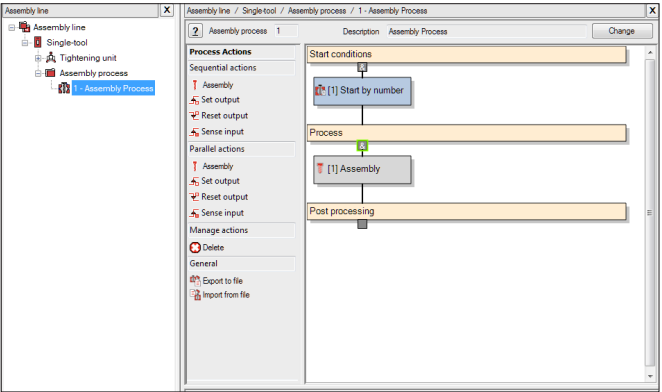 Assembly line X
Assembly line
Single-tool
Tightening unit
Assembly process
1 - Assembly Process
Assembly line / Single-tool / Assembly process / 1 - Assembly Process X
? Assembly process 1 Description Assembly Process Change
Process Actions
Sequential actions
Assembly
Set output
Reset output
Sense input
Parallel actions
Assembly
Set output
Reset output
Sense input
Manage actions
Delete
General
Export to file
Import from file
Start conditions
&
[1] Start by number
Process
&
[1] Assembly
Post processing